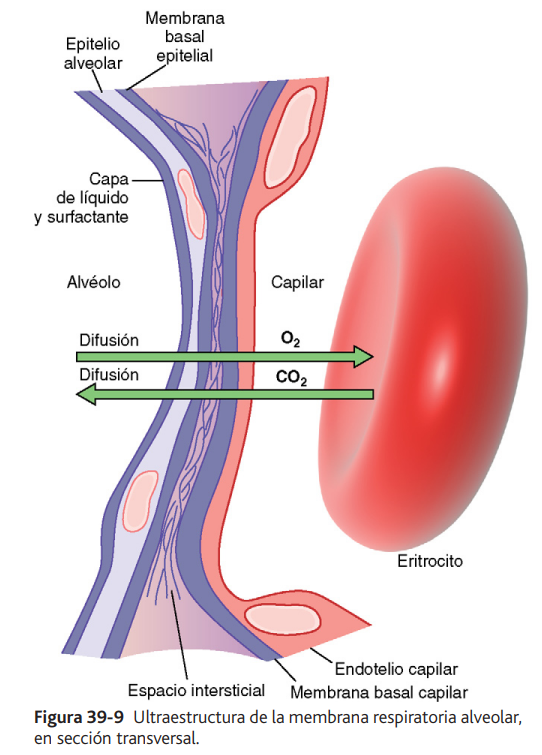 Membrana
basal
epitelial
Epitelio
alveolar
Capa
de líquido
y surfactante
Alvéolo
Capilar
Difusión
O₂
Difusión
CO₂
Eritrocito
Endotelio capilar
Espacio intersticial
Membrana basal capilar
Figura 39-9 Ultraestructura de la membrana respiratoria alveolar,
en sección transversal.